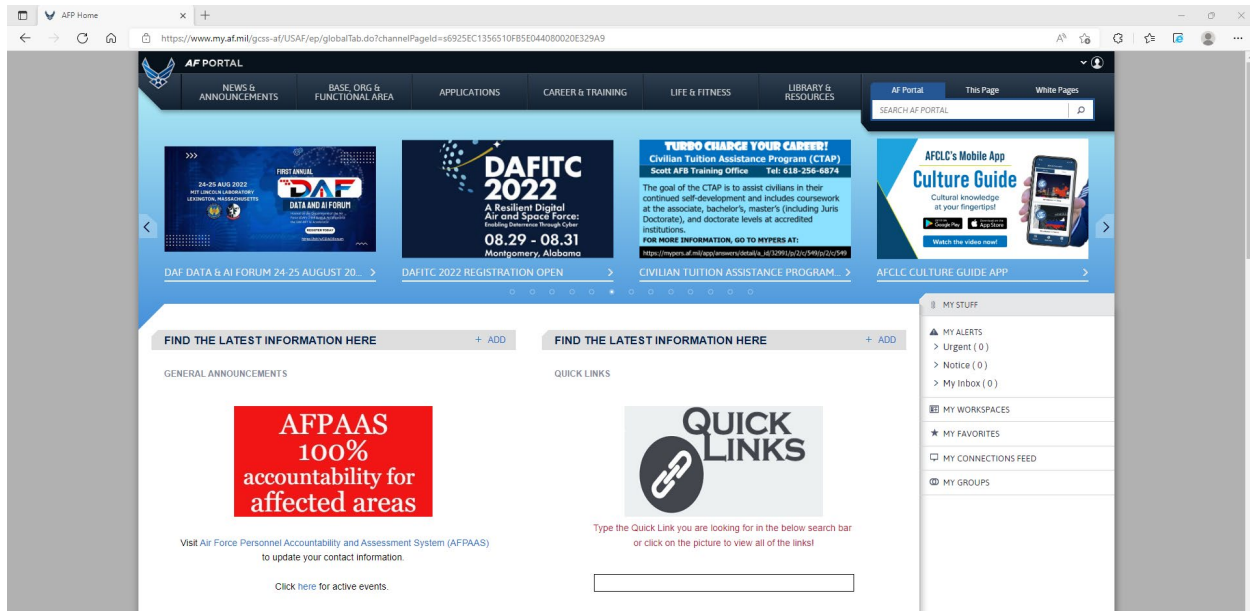 AFP Home
https://www.my.af.mil/gcss-af/USAF/ep/globalTab.do?channelPageId=s6925EC1356510FB5E044080020E329A9
AF PORTAL
NEWS &
ANNOUNCEMENTS
BASE, ORG &
FUNCTIONAL AREA
APPLICATIONS
CAREER & TRAINING
LIFE & FITNESS
LIBRARY &
RESOURCES
AF Portal
This Page
White Pages
SEARCH AF PORTAL
>>>
24-25 AUG 2022
MIT LINCOLN LABORATORY
LEXINGTON, MASSACHUSETTS
FIRST ANNUAL
DAF
DATA AND AI FORUM
REGISTER TODAY
DAFITC
2022
A Resilient Digital
Air and Space Force:
Enabling Deterrence Through Cyber
08.29 - 08.31
Montgomery, Alabama
TURBO CHARGE YOUR CAREER!
Civilian Tuition Assistance Program (CTAP)
Scott AFB Training Office Tel: 618-256-6874
The goal of the CTAP is to assist civilians in their
continued self-development and includes coursework
at the associate, bachelor's, master's (including Juris
Doctorate), and doctorate levels at accredited
institutions.
FOR MORE INFORMATION, GO TO MYPERS AT:
https://mypers.af.mil/app/answers/detail/a_id/32991/p/2/c/549/p/2/c/549
AFCLC's Mobile App
Culture Guide
Cultural knowledge
at your fingertips!
Google Play
App Store
Watch the video now!
DAF DATA & AI FORUM 24-25 AUGUST 20... >
DAFITC 2022 REGISTRATION OPEN >
CIVILIAN TUITION ASSISTANCE PROGRAM... >
AFCLC CULTURE GUIDE APP >
MY STUFF
MY ALERTS
> Urgent ( 0 )
> Notice ( 0 )
> My Inbox ( 0 )
MY WORKSPACES
MY FAVORITES
MY CONNECTIONS FEED
MY GROUPS
FIND THE LATEST INFORMATION HERE
+ ADD
GENERAL ANNOUNCEMENTS
AFPAAS
100%
accountability for
affected areas
Visit Air Force Personnel Accountability and Assessment System (AFPAAS)
to update your contact information.
Click here for active events.
FIND THE LATEST INFORMATION HERE
+ ADD
QUICK LINKS
QUICK
LINKS
Type the Quick Link you are looking for in the below search bar
or click on the picture to view all of the links!